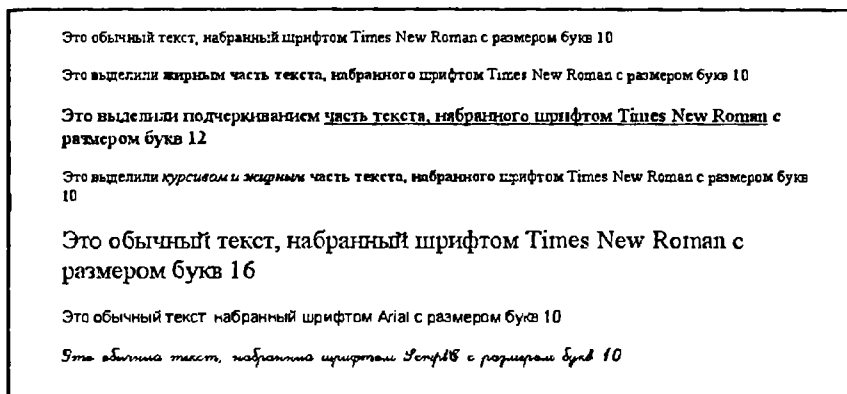 Это обычный текст, набранный шрифтом Times New Roman с размером букв 10
Это выделили жирным часть текста, набранного шрифтом Times New Roman с размером букв 10
Это выделили подчеркиванием часть текста, набранного шрифтом Times New Roman с
размером букв 12
Это выделили курсивом и жирным часть текста, набранного шрифтом Times New Roman с размером букв
10
Это обычный текст, набранный шрифтом Times New Roman с
размером букв 16
Это обычный текст набранный шрифтом Arial с размером букв 10
Это обычный текст, набранный шрифтом ScriptS с размером букв 10